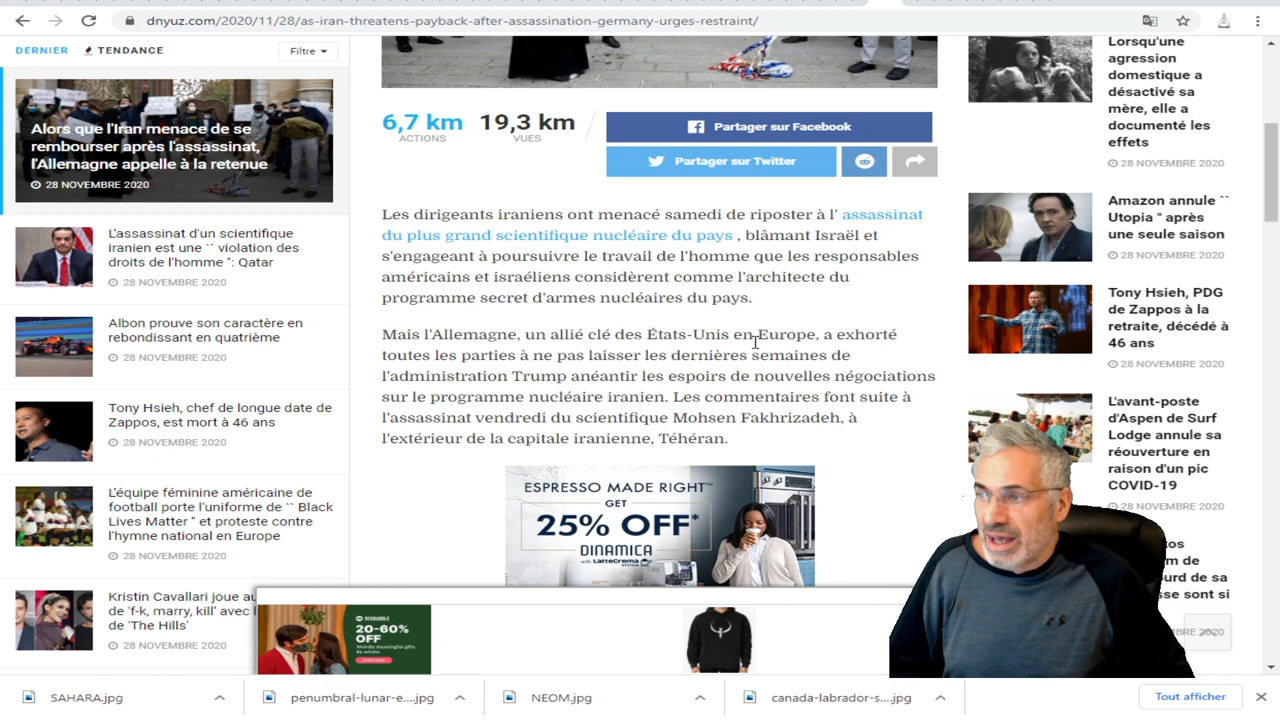 dnyuz.com/2020/11/28/as-iran-threatens-payback-after-assassination-germany-urges-restraint/
DERNIER
TENDANCE
Filtre
Alors que l'Iran menace de se
rembourser après l'assassinat,
l'Allemagne appelle à la retenue
28 NOVEMBRE 2020
L'assassinat d'un scientifique
iranien est une `` violation des
droits de l'homme '': Qatar
28 NOVEMBRE 2020
Albon prouve son caractère en
rebondissant en quatrième
28 NOVEMBRE 2020
Tony Hsieh, chef de longue date de
Zappos, est mort à 46 ans
28 NOVEMBRE 2020
L'équipe féminine américaine de
football porte l'uniforme de `` Black
Lives Matter '' et proteste contre
l'hymne national en Europe
28 NOVEMBRE 2020
Kristin Cavallari joue au
de 'f-k, marry, kill' avec l
de 'The Hills'
28 NOVEMBRE 2020
6,7 km
ACTIONS
19,3 km
VUES
Partager sur Facebook
Partager sur Twitter
Les dirigeants iraniens ont menacé samedi de riposter à l' assassinat
du plus grand scientifique nucléaire du pays , blâmant Israël et
s'engageant à poursuivre le travail de l'homme que les responsables
américains et israéliens considèrent comme l'architecte du
programme secret d'armes nucléaires du pays.
Mais l'Allemagne, un allié clé des États-Unis en Europe, a exhorté
toutes les parties à ne pas laisser les dernières semaines de
l'administration Trump anéantir les espoirs de nouvelles négociations
sur le programme nucléaire iranien. Les commentaires font suite à
l'assassinat vendredi du scientifique Mohsen Fakhrizadeh, à
l'extérieur de la capitale iranienne, Téhéran.
ESPRESSO MADE RIGHT™
GET
25% OFF*
DINAMICA
WITH LatteCrema
SYSTEM
REDBUBBLE
20-60%
OFF
Lorsqu'une
agression
domestique a
désactivé sa
mère, elle a
documenté les
effets
28 NOVEMBRE 2020
Amazon annule ``
Utopia '' après
une seule saison
28 NOVEMBRE 2020
Tony Hsieh, PDG
de Zappos à la
retraite, décédé à
46 ans
28 NOVEMBRE 2020
L'avant-poste
d'Aspen de Surf
Lodge annule sa
réouverture en
raison d'un pic
COVID-19
28 NOVEMBRE 2020
tos
m de
urd de sa
sse sont si
SAHARA.jpg
penumbral-lunar-e....jpg
NEOM.jpg
canada-labrador-s....jpg
Tout afficher